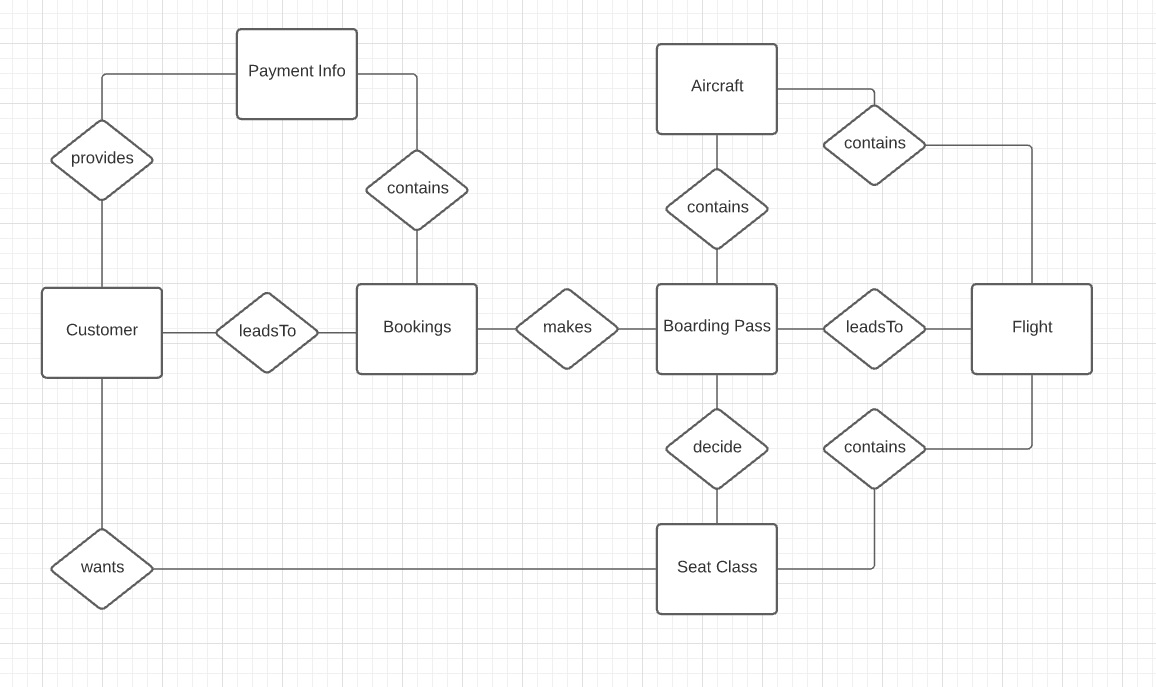 Payment Info
Aircraft
provides
contains
contains
contains
Customer
leadsTo
Bookings
makes
Boarding Pass
leadsTo
Flight
decide
contains
wants
Seat Class